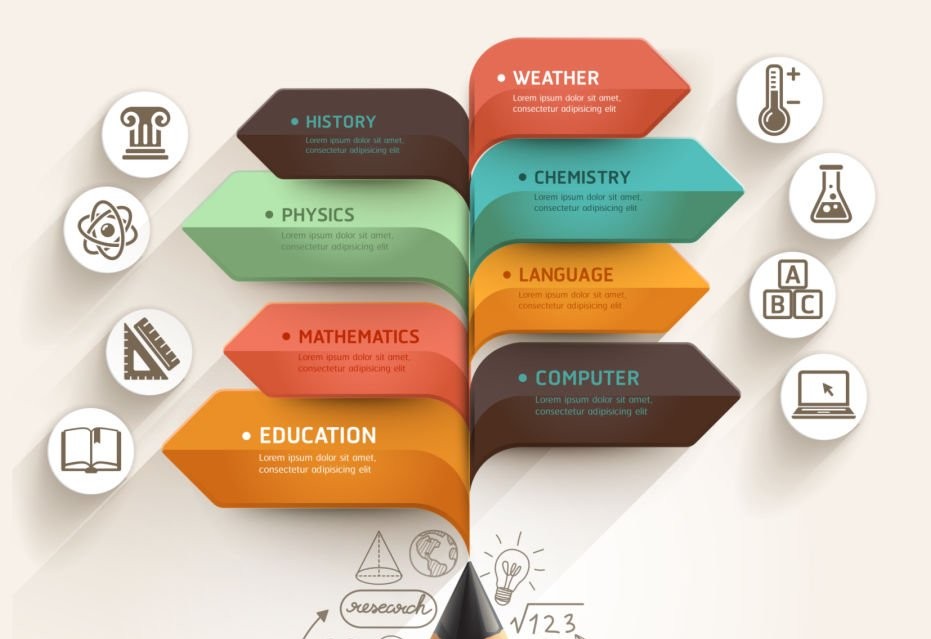 WEATHER
Lorem ipsum dolor sit amet,
consectetur adipisicing elit
HISTORY
Lorem ipsum dolor sit amet,
consectetur adipisicing elit
CHEMISTRY
Lorem ipsum dolor sit amet,
consectetur adipisicing elit
PHYSICS
Lorem ipsum dolor sit amet,
consectetur adipisicing elit
LANGUAGE
Lorem ipsum dolor sit amet,
consectetur adipisicing elit
A
B C
MATHEMATICS
Lorem ipsum dolor sit amet,
consectetur adipisicing elit
COMPUTER
Lorem ipsum dolor sit amet,
consectetur adipisicing elit
EDUCATION
Lorem ipsum dolor sit amet,
consectetur adipisicing elit
research
√123